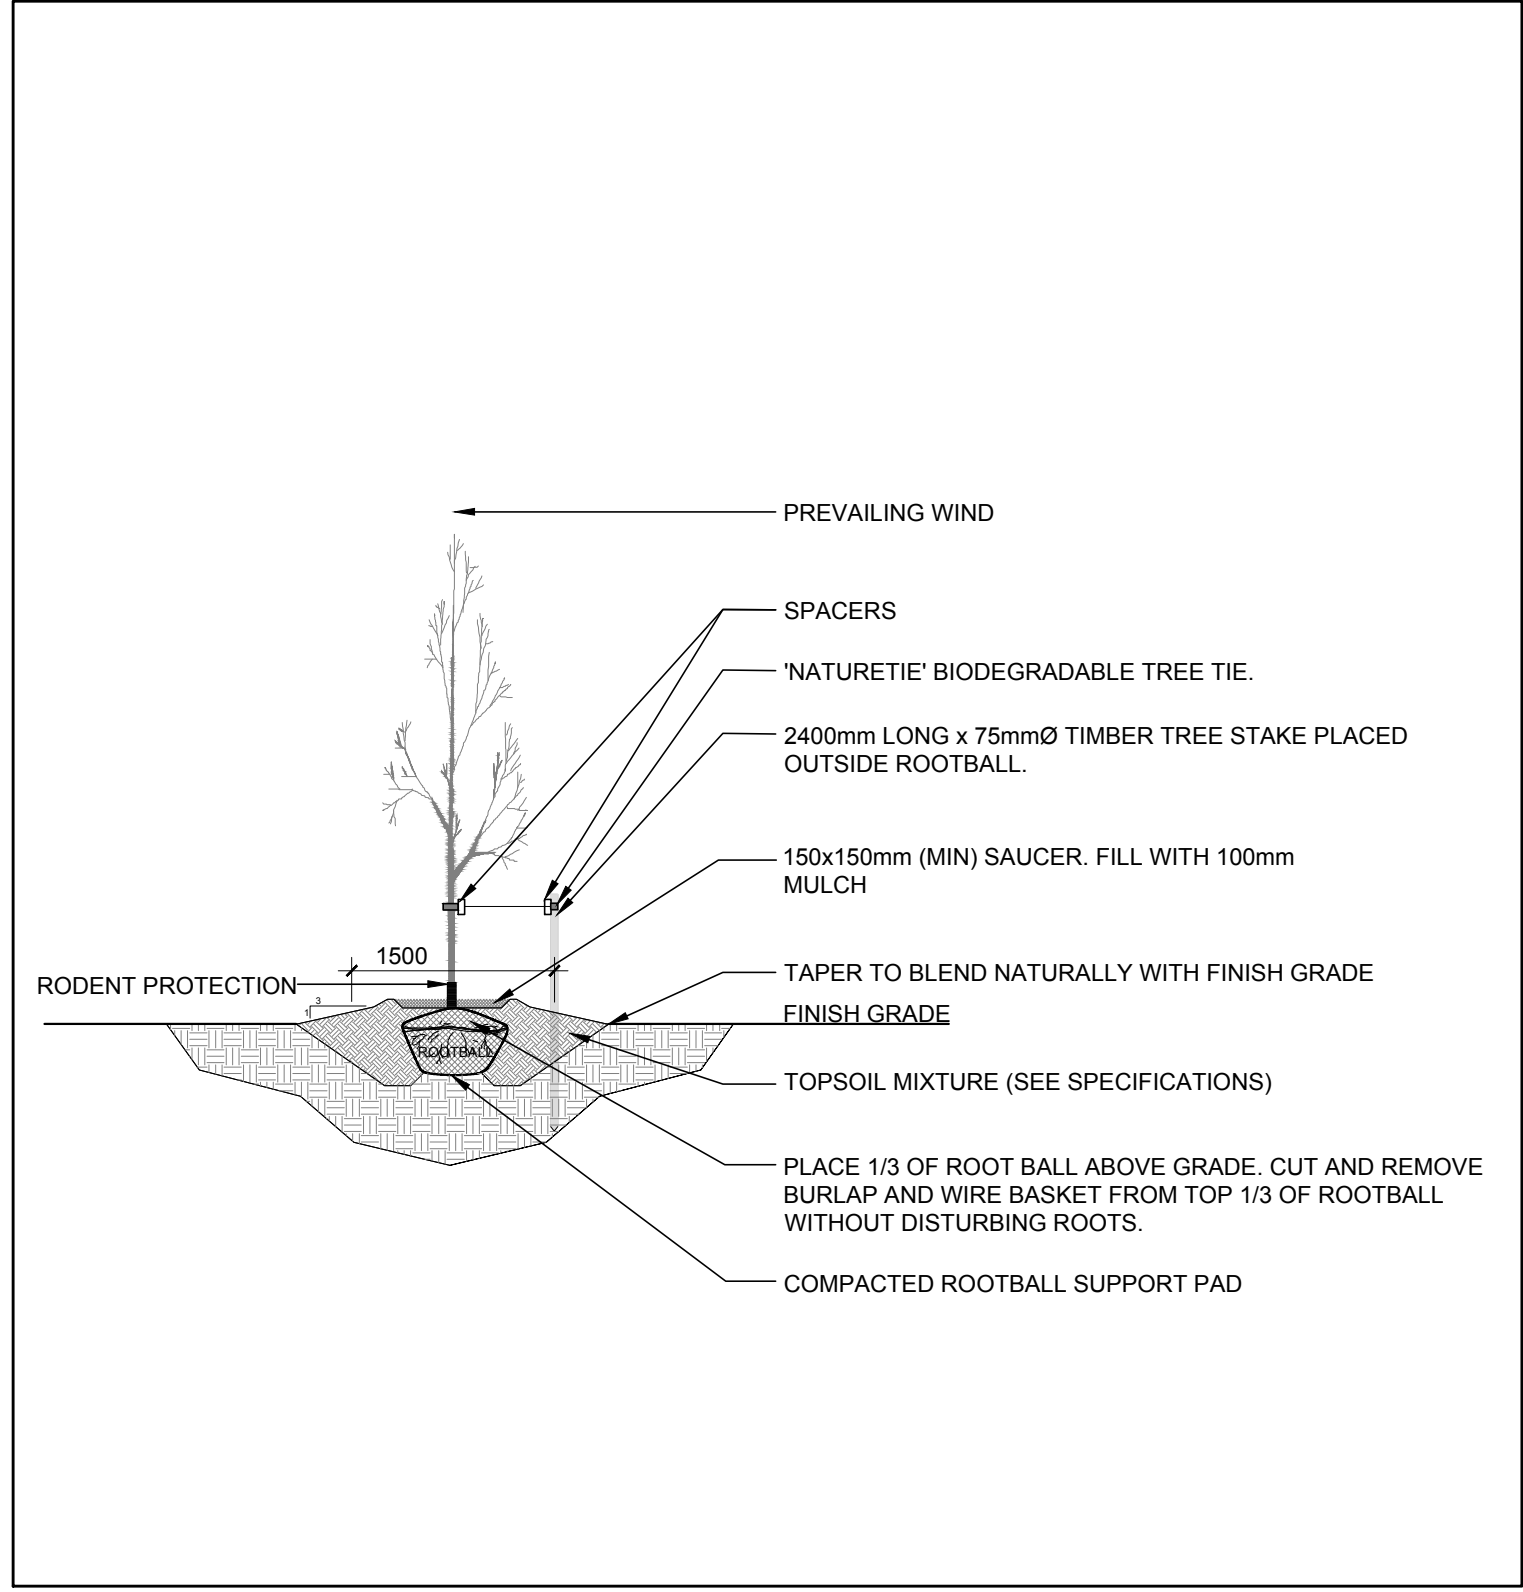 PREVAILING WIND
SPACERS
'NATURETIE' BIODEGRADABLE TREE TIE.
2400mm LONG x 75mmØ TIMBER TREE STAKE PLACED
OUTSIDE ROOTBALL.
150x150mm (MIN) SAUCER. FILL WITH 100mm
MULCH
1500
RODENT PROTECTION
TAPER TO BLEND NATURALLY WITH FINISH GRADE
3
1
FINISH GRADE
ROOTBALL
TOPSOIL MIXTURE (SEE SPECIFICATIONS)
PLACE 1/3 OF ROOT BALL ABOVE GRADE. CUT AND REMOVE
BURLAP AND WIRE BASKET FROM TOP 1/3 OF ROOTBALL
WITHOUT DISTURBING ROOTS.
COMPACTED ROOTBALL SUPPORT PAD